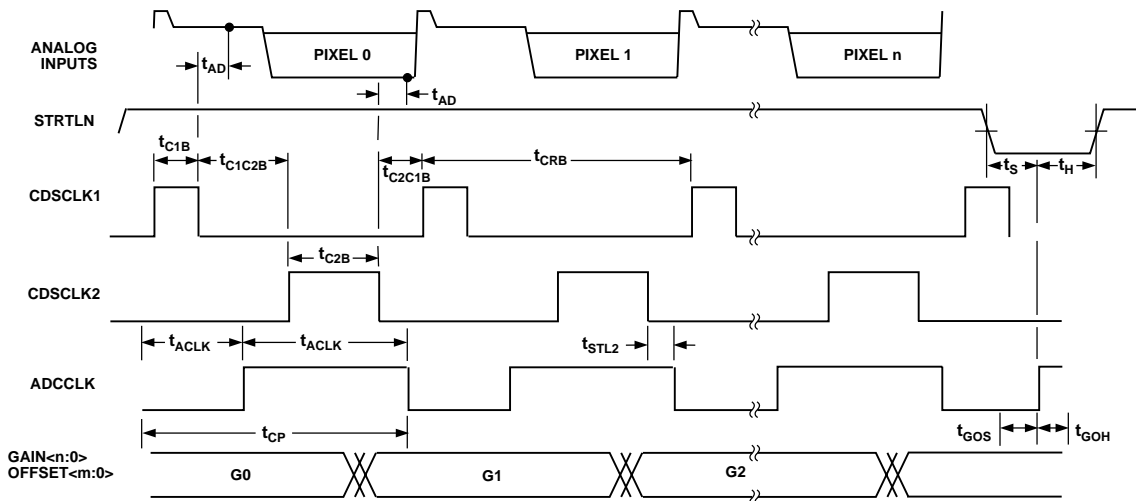 ANALOG
INPUTS
PIXEL 0
PIXEL 1
PIXEL n
tAD
tAD
STRTLN
tC1B
tC1C2B
tC2C1B
tCRB
tS
tH
CDSCLK1
tC2B
CDSCLK2
tACLK
tACLK
tSTL2
ADCCLK
tCP
tGOS
tGOH
GAIN<n:0>
OFFSET<m:0>
G0
G1
G2